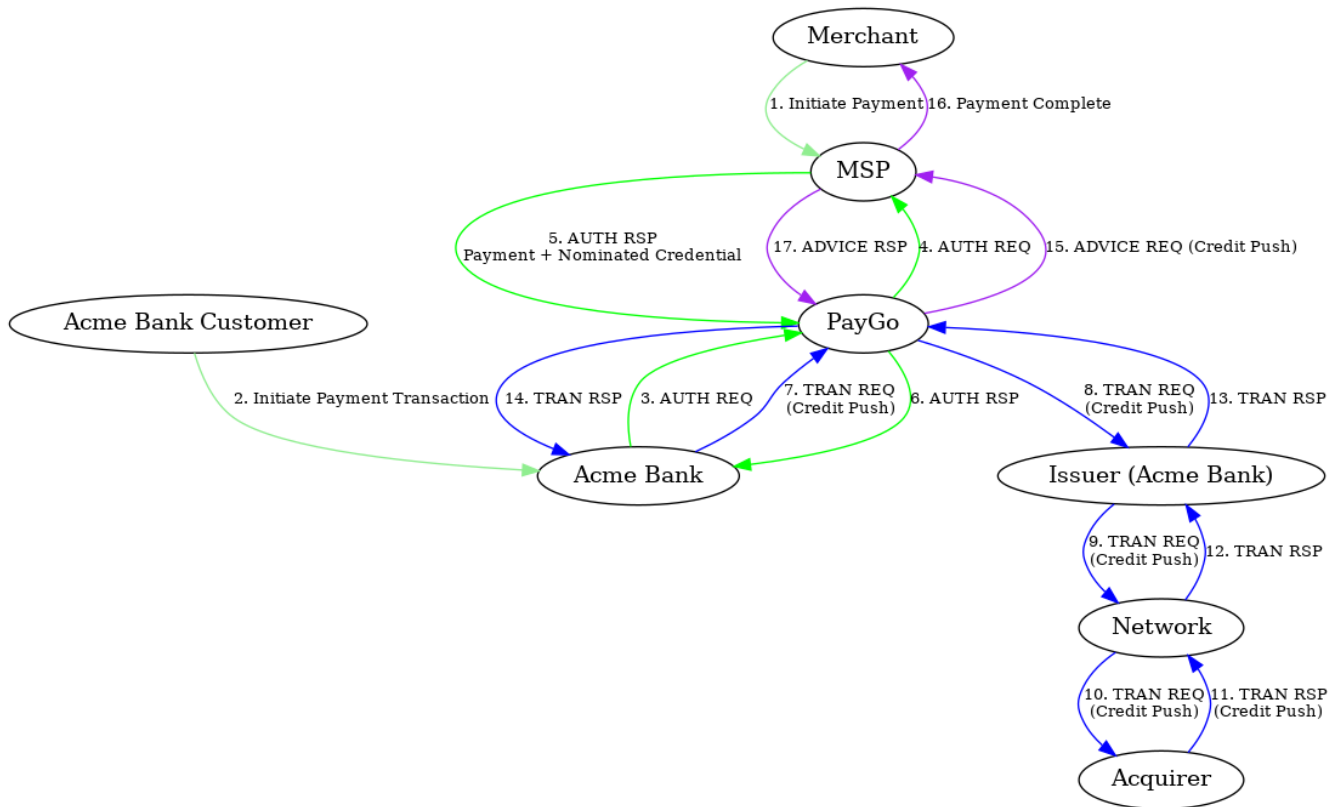 Merchant
1. Initiate Payment
16. Payment Complete
MSP
5. AUTH RSP
Payment + Nominated Credential
17. ADVICE RSP
4. AUTH REQ
15. ADVICE REQ (Credit Push)
Acme Bank Customer
PayGo
2. Initiate Payment Transaction
14. TRAN RSP
3. AUTH REQ
7. TRAN REQ
(Credit Push)
6. AUTH RSP
8. TRAN REQ
(Credit Push)
13. TRAN RSP
Acme Bank
Issuer (Acme Bank)
9. TRAN REQ
(Credit Push)
12. TRAN RSP
Network
10. TRAN REQ
(Credit Push)
11. TRAN RSP
(Credit Push)
Acquirer